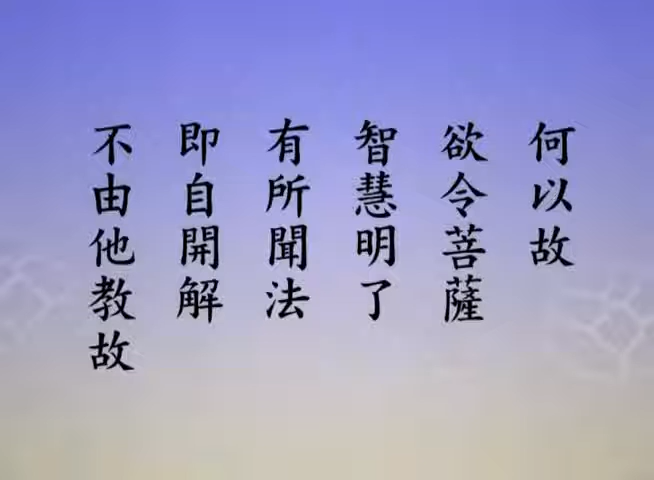 何以故
欲令菩薩
智慧明了
有所聞法
即自開解
不由他教故